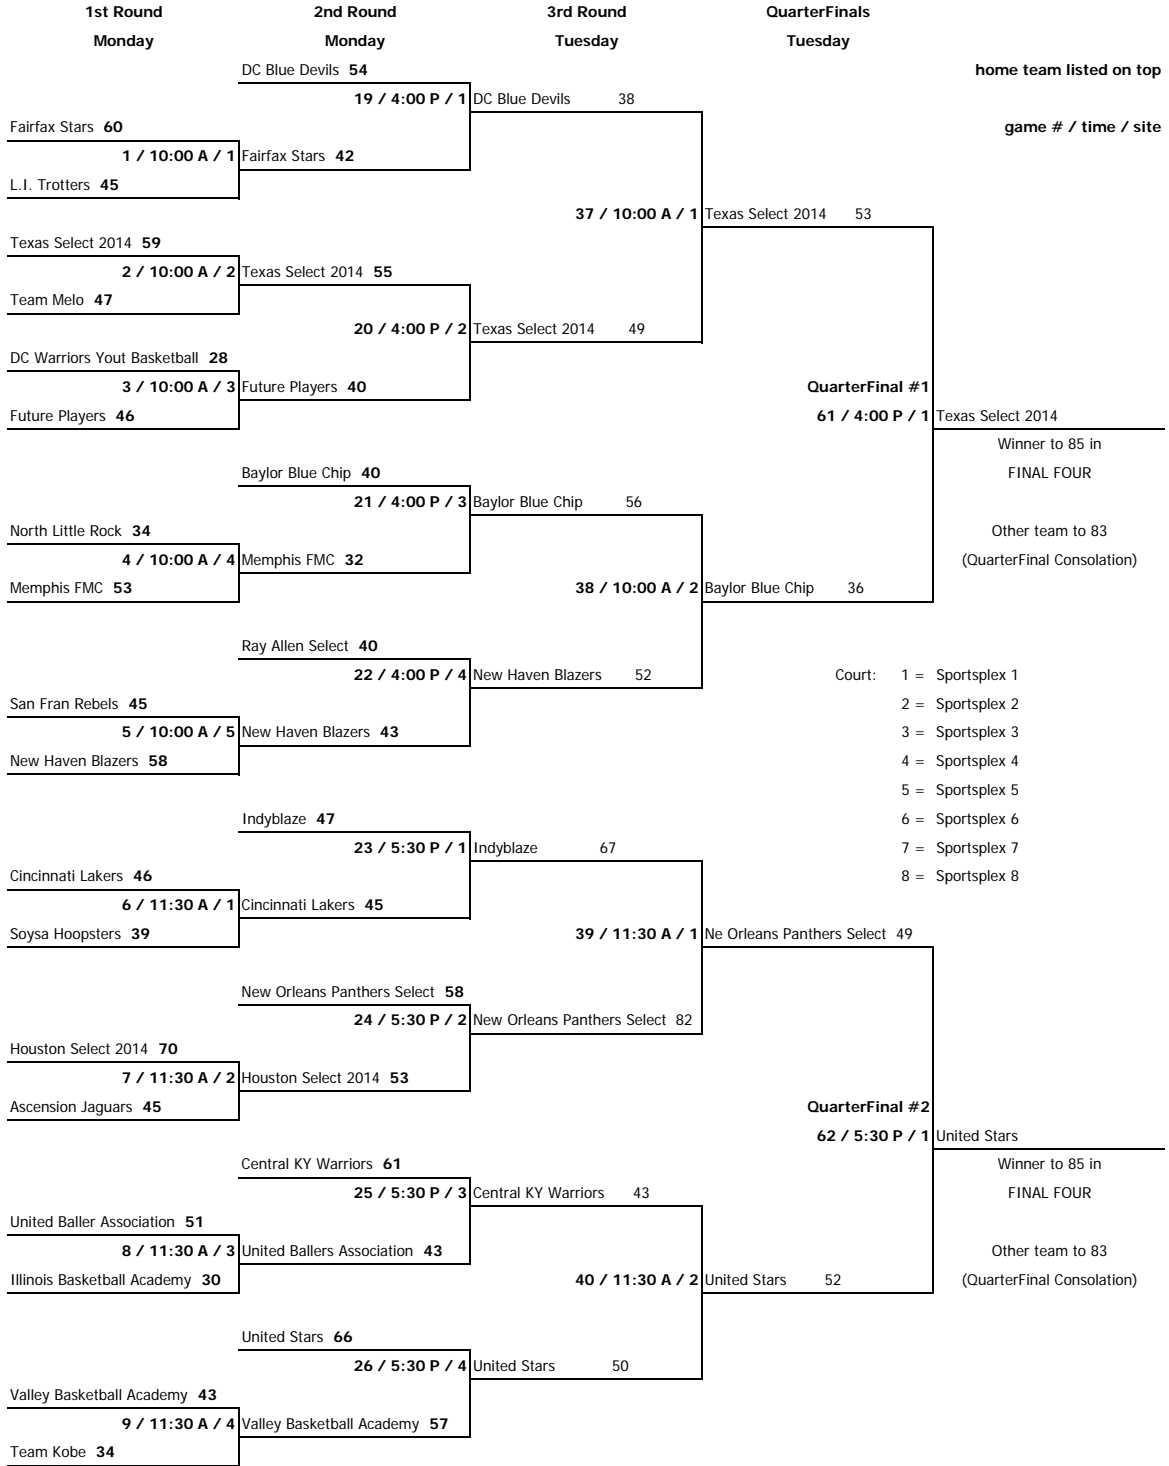 1st Round 2nd Round 3rd Round QuarterFinals
Monday Monday Tuesday Tuesday
DC Blue Devils 54 home team listed on top
19 / 4:00 P / 1 DC Blue Devils 38
Fairfax Stars 60 game # / time / site
1 / 10:00 A / 1 Fairfax Stars 42
L.I. Trotters 45
37 / 10:00 A / 1 Texas Select 2014 53
Texas Select 2014 59
2 / 10:00 A / 2 Texas Select 2014 55
Team Melo 47
20 / 4:00 P / 2 Texas Select 2014 49
DC Warriors Yout Basketball 28
3 / 10:00 A / 3 Future Players 40 QuarterFinal #1
Future Players 46 61 / 4:00 P / 1 Texas Select 2014
Winner to 85 in
Baylor Blue Chip 40 FINAL FOUR
21 / 4:00 P / 3 Baylor Blue Chip 56
North Little Rock 34 Other team to 83
4 / 10:00 A / 4 Memphis FMC 32 (QuarterFinal Consolation)
Memphis FMC 53 38 / 10:00 A / 2 Baylor Blue Chip 36
Ray Allen Select 40
22 / 4:00 P / 4 New Haven Blazers 52 Court: 1 = Sportsplex 1
San Fran Rebels 45 2 = Sportsplex 2
5 / 10:00 A / 5 New Haven Blazers 43 3 = Sportsplex 3
New Haven Blazers 58 4 = Sportsplex 4
5 = Sportsplex 5
Indyblaze 47 6 = Sportsplex 6
23 / 5:30 P / 1 Indyblaze 67 7 = Sportsplex 7
Cincinnati Lakers 46 8 = Sportsplex 8
6 / 11:30 A / 1 Cincinnati Lakers 45
Soysa Hoopsters 39 39 / 11:30 A / 1 Ne Orleans Panthers Select 49
New Orleans Panthers Select 58
24 / 5:30 P / 2 New Orleans Panthers Select 82
Houston Select 2014 70
7 / 11:30 A / 2 Houston Select 2014 53
Ascension Jaguars 45 QuarterFinal #2
62 / 5:30 P / 1 United Stars
Central KY Warriors 61 Winner to 85 in
25 / 5:30 P / 3 Central KY Warriors 43 FINAL FOUR
United Baller Association 51
8 / 11:30 A / 3 United Ballers Association 43 Other team to 83
Illinois Basketball Academy 30 40 / 11:30 A / 2 United Stars 52 (QuarterFinal Consolation)
United Stars 66
26 / 5:30 P / 4 United Stars 50
Valley Basketball Academy 43
9 / 11:30 A / 4 Valley Basketball Academy 57
Team Kobe 34